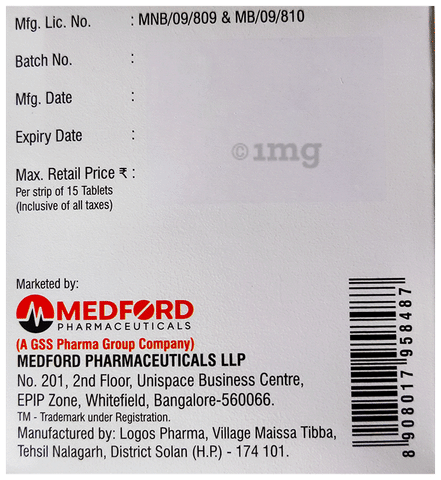 Mfg. Lic. No. : MNB/09/809 & MB/09/810
Batch No. :
Mfg. Date :
Expiry Date :
Max. Retail Price ₹ :
Per strip of 15 Tablets
(Inclusive of all taxes)
©1mg
Marketed by:
MEDFORD
PHARMACEUTICALS
(A GSS Pharma Group Company)
MEDFORD PHARMACEUTICALS LLP
No. 201, 2nd Floor, Unispace Business Centre,
EPIP Zone, Whitefield, Bangalore-560066.
TM - Trademark under Registration.
Manufactured by: Logos Pharma, Village Maissa Tibba,
Tehsil Nalagarh, District Solan (H.P.) - 174 101.
8 908017 958487